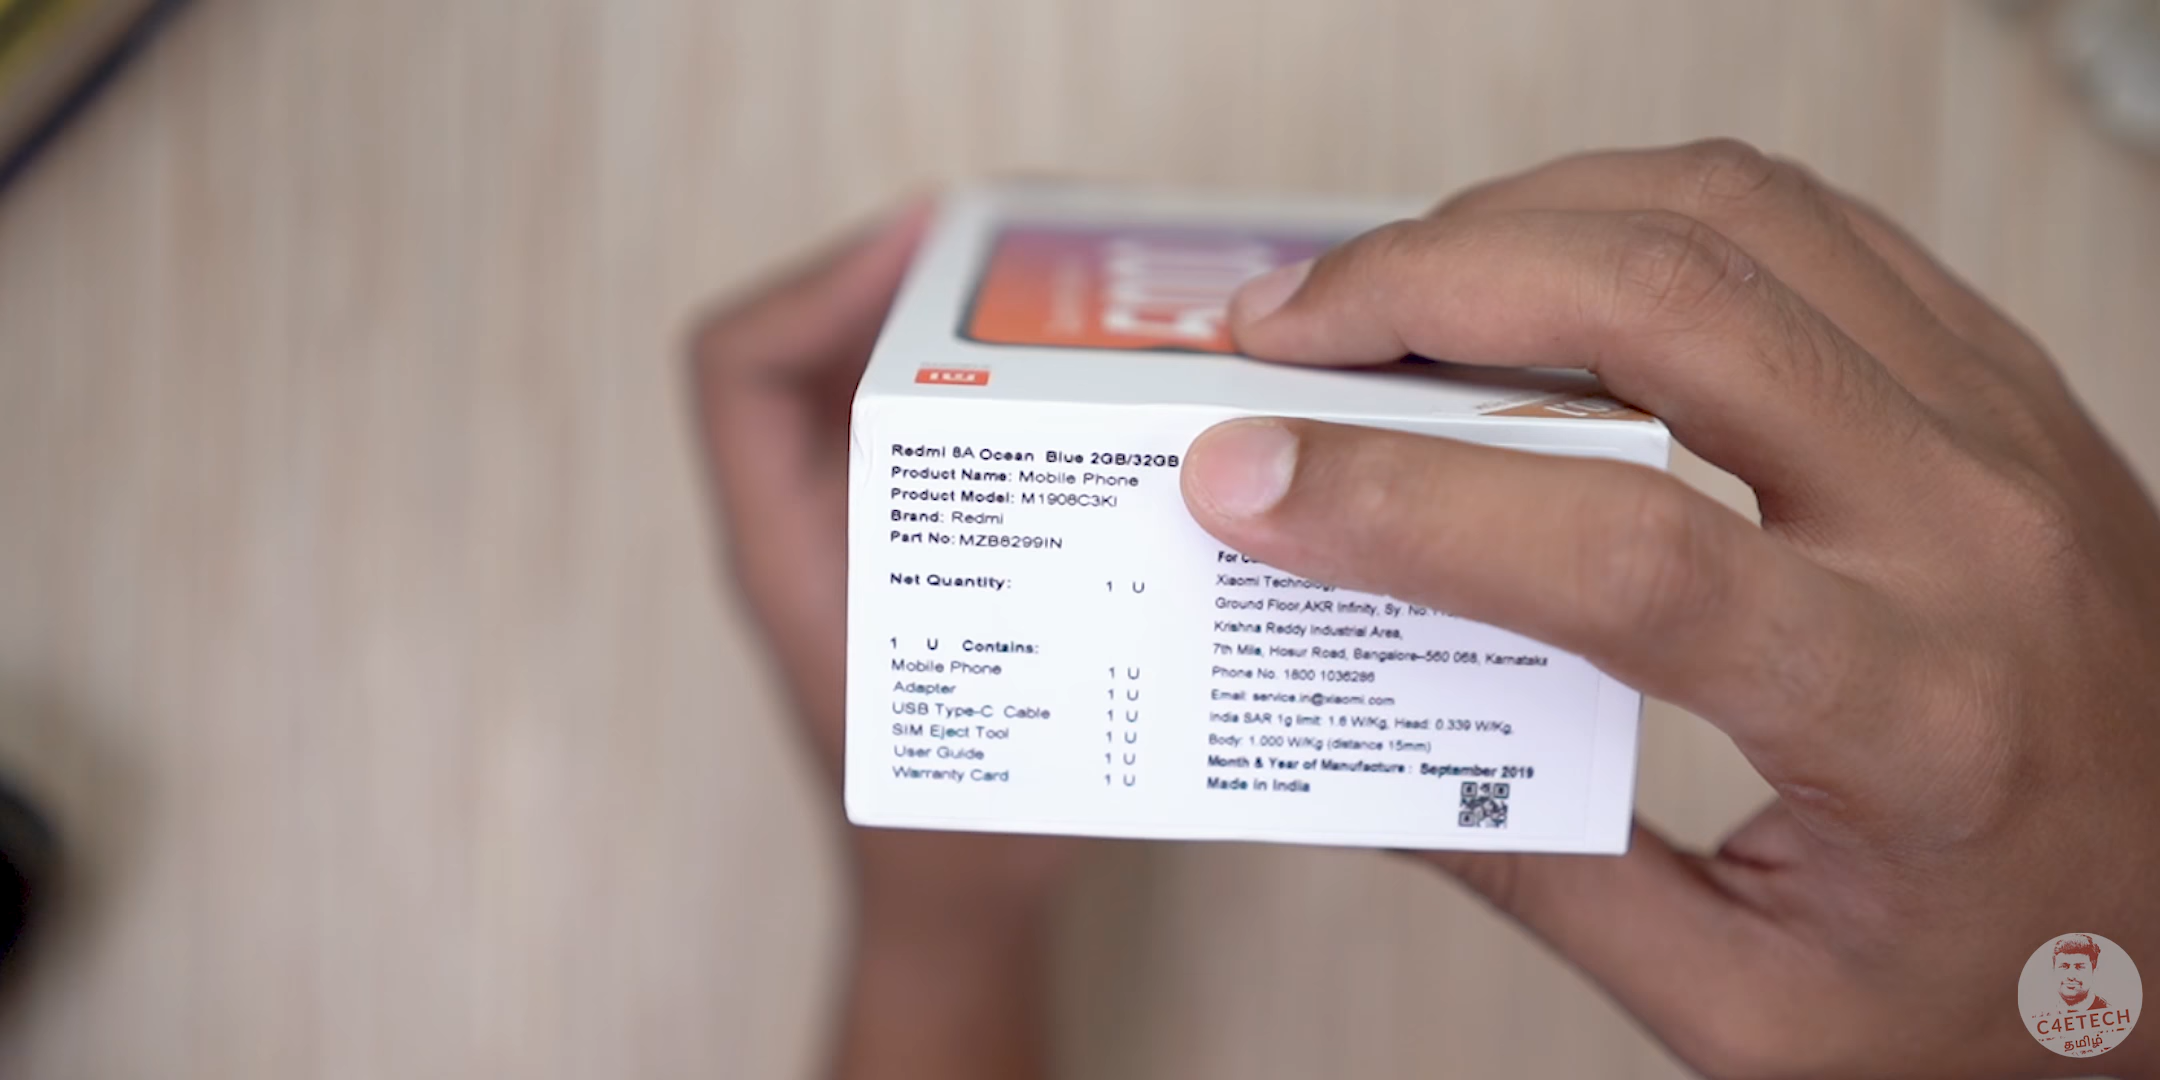 Redmi 8A Ocean Blue 2GB/32GB
Product Name: Mobile Phone
Product Model: M1908C3KI
Brand: Redmi
Part No: MZB8299IN
Net Quantity: 1 U
1 U Contains:
Mobile Phone 1 U
Adapter 1 U
USB Type-C Cable 1 U
SIM Eject Tool 1 U
User Guide 1 U
Warranty Card 1 U
For
Xiaomi Technology
Ground Floor,AKR Infinity, Sy. No.
Krishna Reddy Industrial Area,
7th Mile, Hosur Road, Bangalore–560 068, Karnataka
Phone No. 1800 1036286
Email: service.in@xiaomi.com
India SAR 1g limit: 1.6 W/Kg, Head: 0.339 W/Kg,
Body: 1.000 W/Kg (distance 15mm)
Month & Year of Manufacture : September 2019
Made in India
C4ETECH
தமிழ்